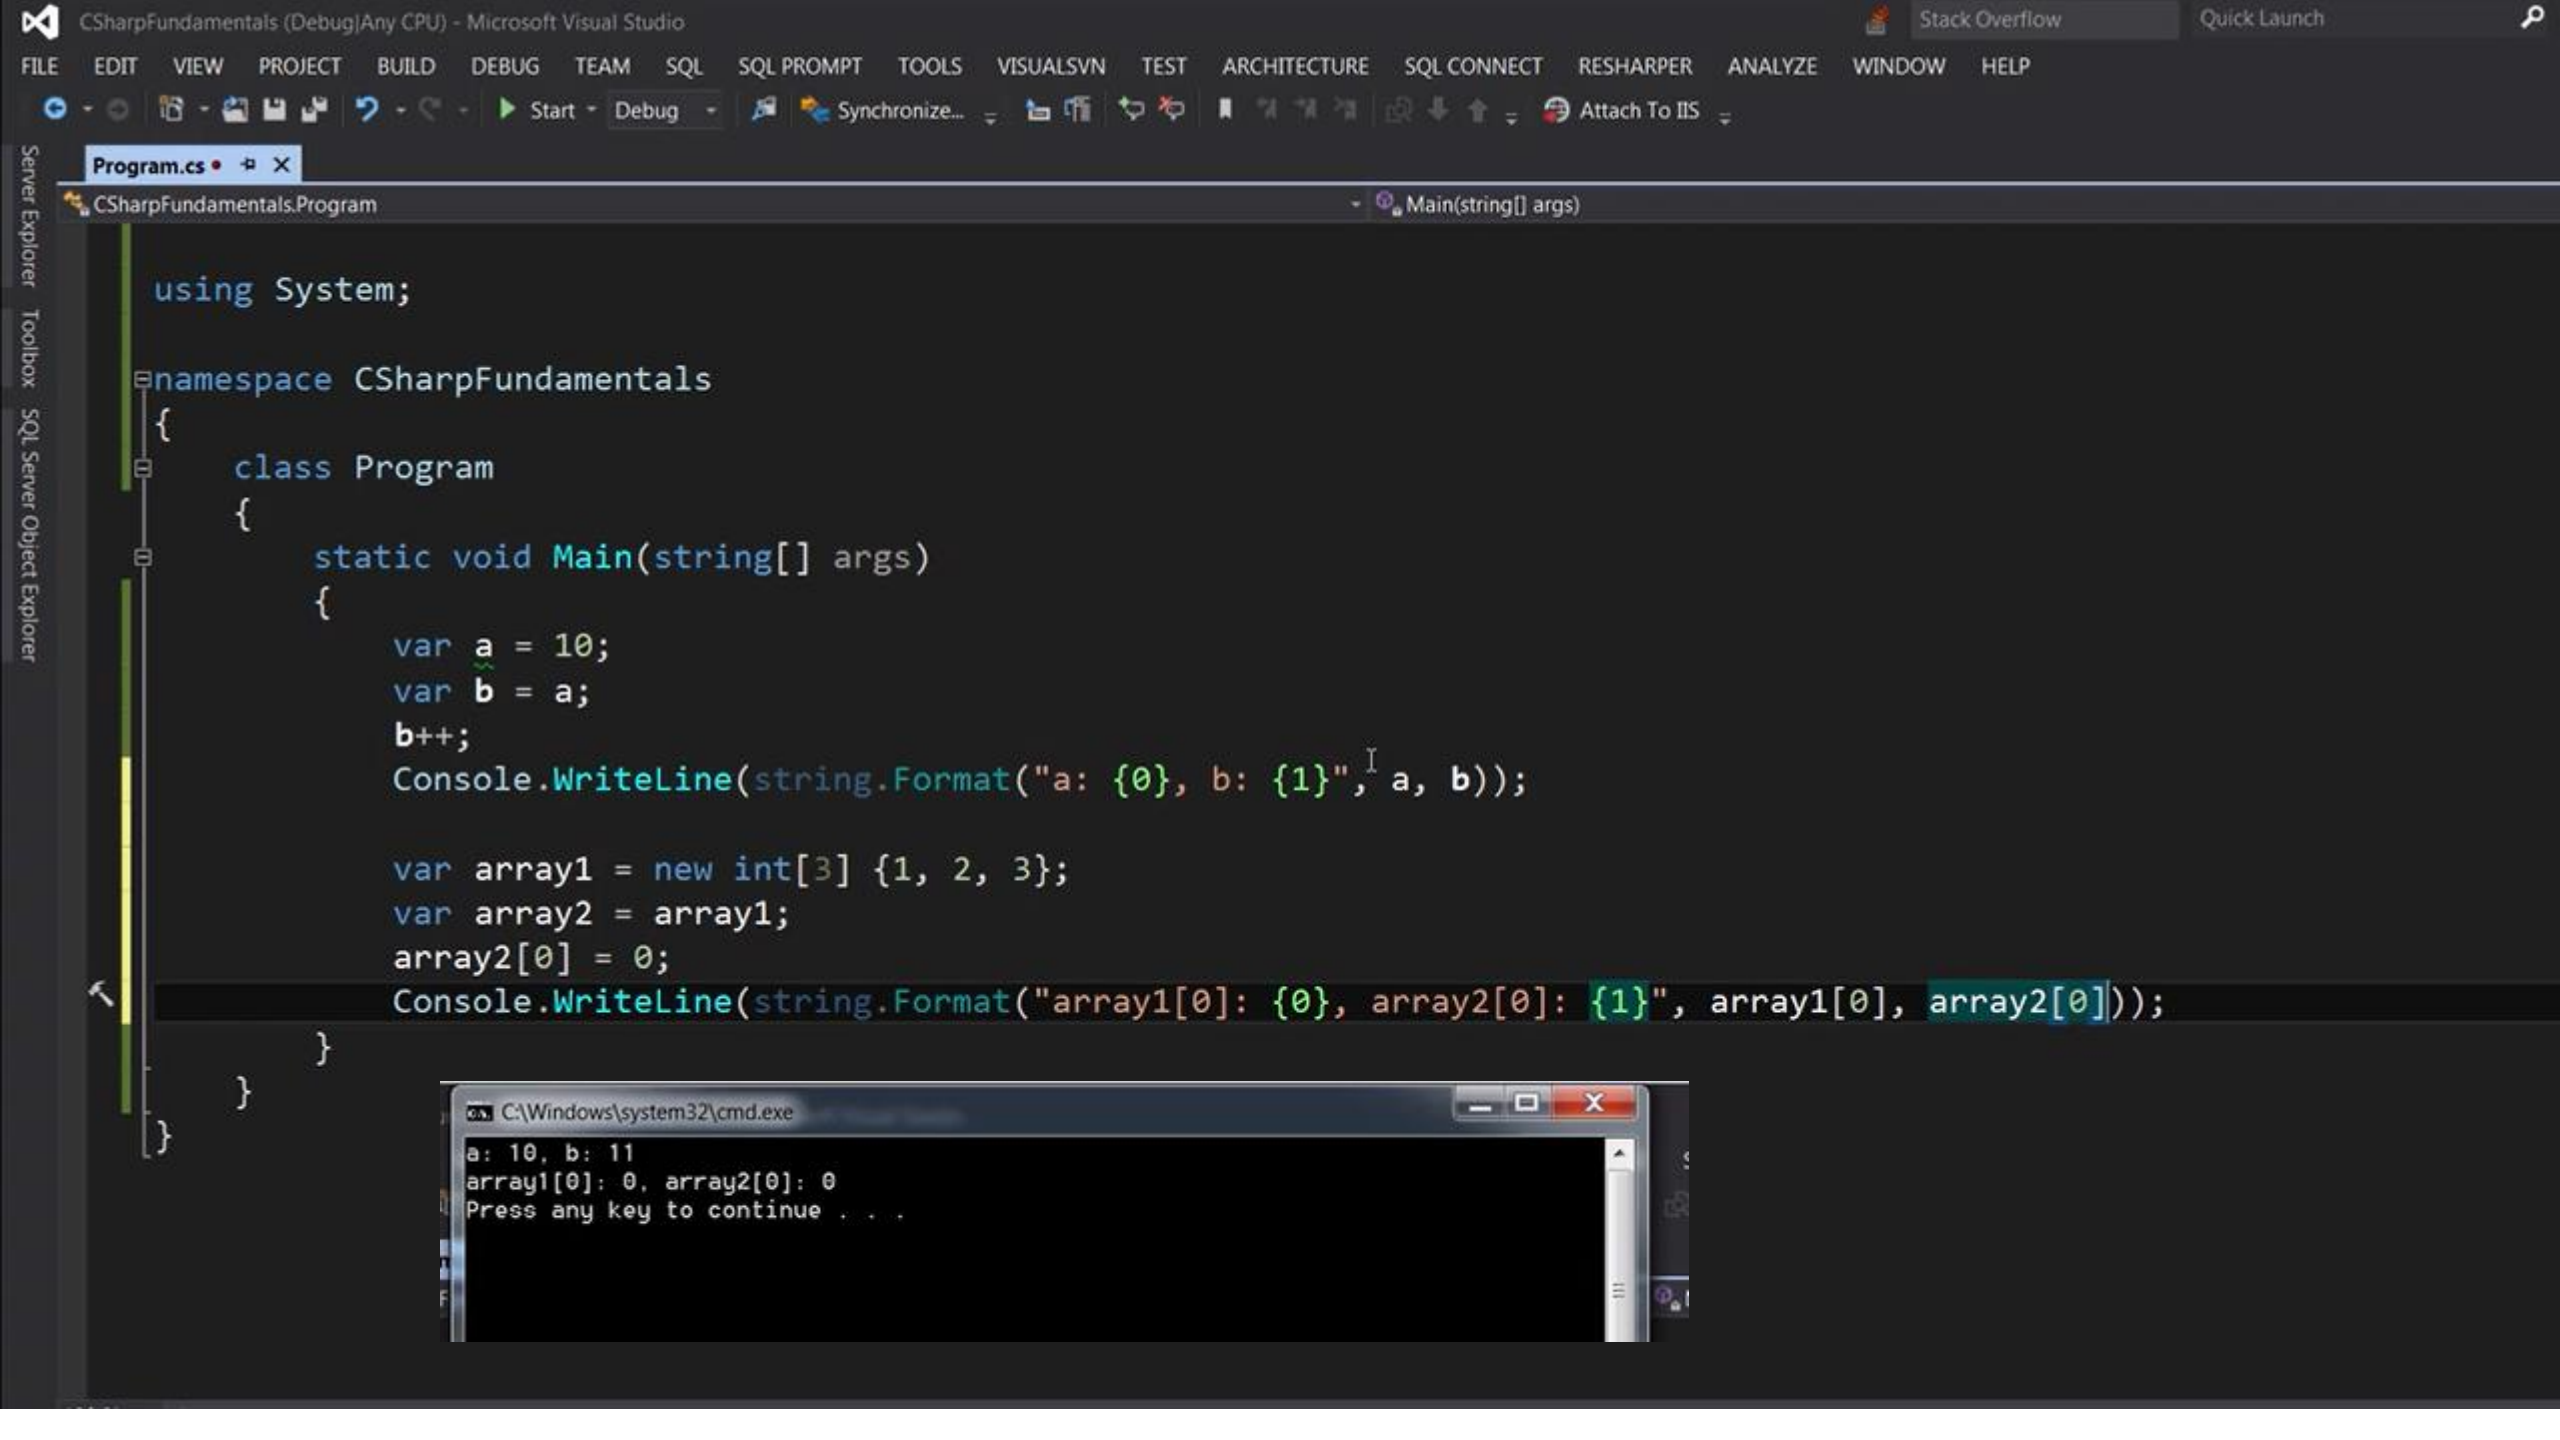 CSharpFundamentals (Debug|Any CPU) - Microsoft Visual Studio
Stack Overflow
Quick Launch
FILE EDIT VIEW PROJECT BUILD DEBUG TEAM SQL SQL PROMPT TOOLS VISUALSVN TEST ARCHITECTURE SQL CONNECT RESHARPER ANALYZE WINDOW HELP
Start Debug Synchronize... Attach To IIS
Server Explorer
Toolbox
SQL Server Object Explorer
Program.cs
CSharpFundamentals.Program
Main(string[] args)
using System;
namespace CSharpFundamentals
{
class Program
{
static void Main(string[] args)
{
var a = 10;
var b = a;
b++;
Console.WriteLine(string.Format("a: {0}, b: {1}", a, b));
var array1 = new int[3] {1, 2, 3};
var array2 = array1;
array2[0] = 0;
Console.WriteLine(string.Format("array1[0]: {0}, array2[0]: {1}", array1[0], array2[0]));
}
}
}
C:\Windows\system32\cmd.exe
a: 10, b: 11
array1[0]: 0, array2[0]: 0
Press any key to continue . . .